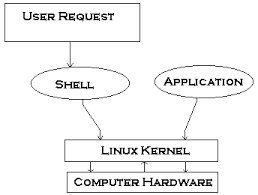 User Request
Shell
Application
Linux Kernel
Computer Hardware